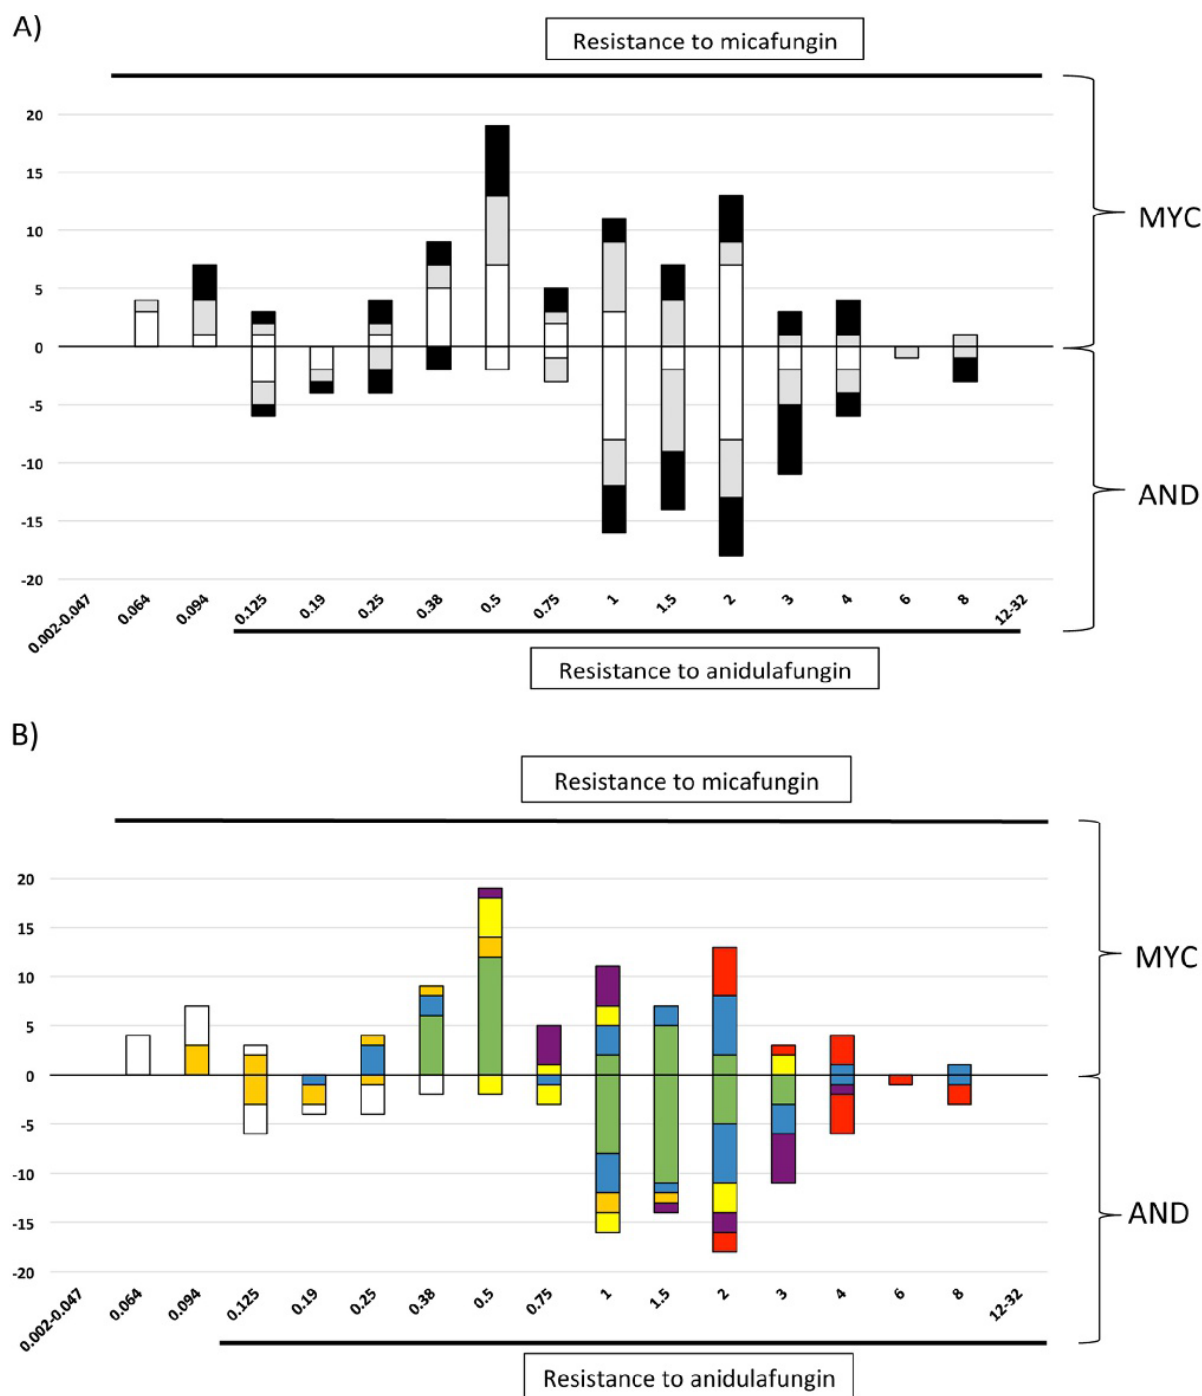 A)
Resistance to micafungin
20
15
10
5
0
-5
-10
-15
-20
MYC
AND
0.002-0.047 0.064 0.094 0.125 0.19 0.25 0.38 0.5 0.75 1 1.5 2 3 4 6 8 12-32
Resistance to anidulafungin
B)
Resistance to micafungin
20
15
10
5
0
-5
-10
-15
-20
MYC
AND
0.002-0.047 0.064 0.094 0.125 0.19 0.25 0.38 0.5 0.75 1 1.5 2 3 4 6 8 12-32
Resistance to anidulafungin